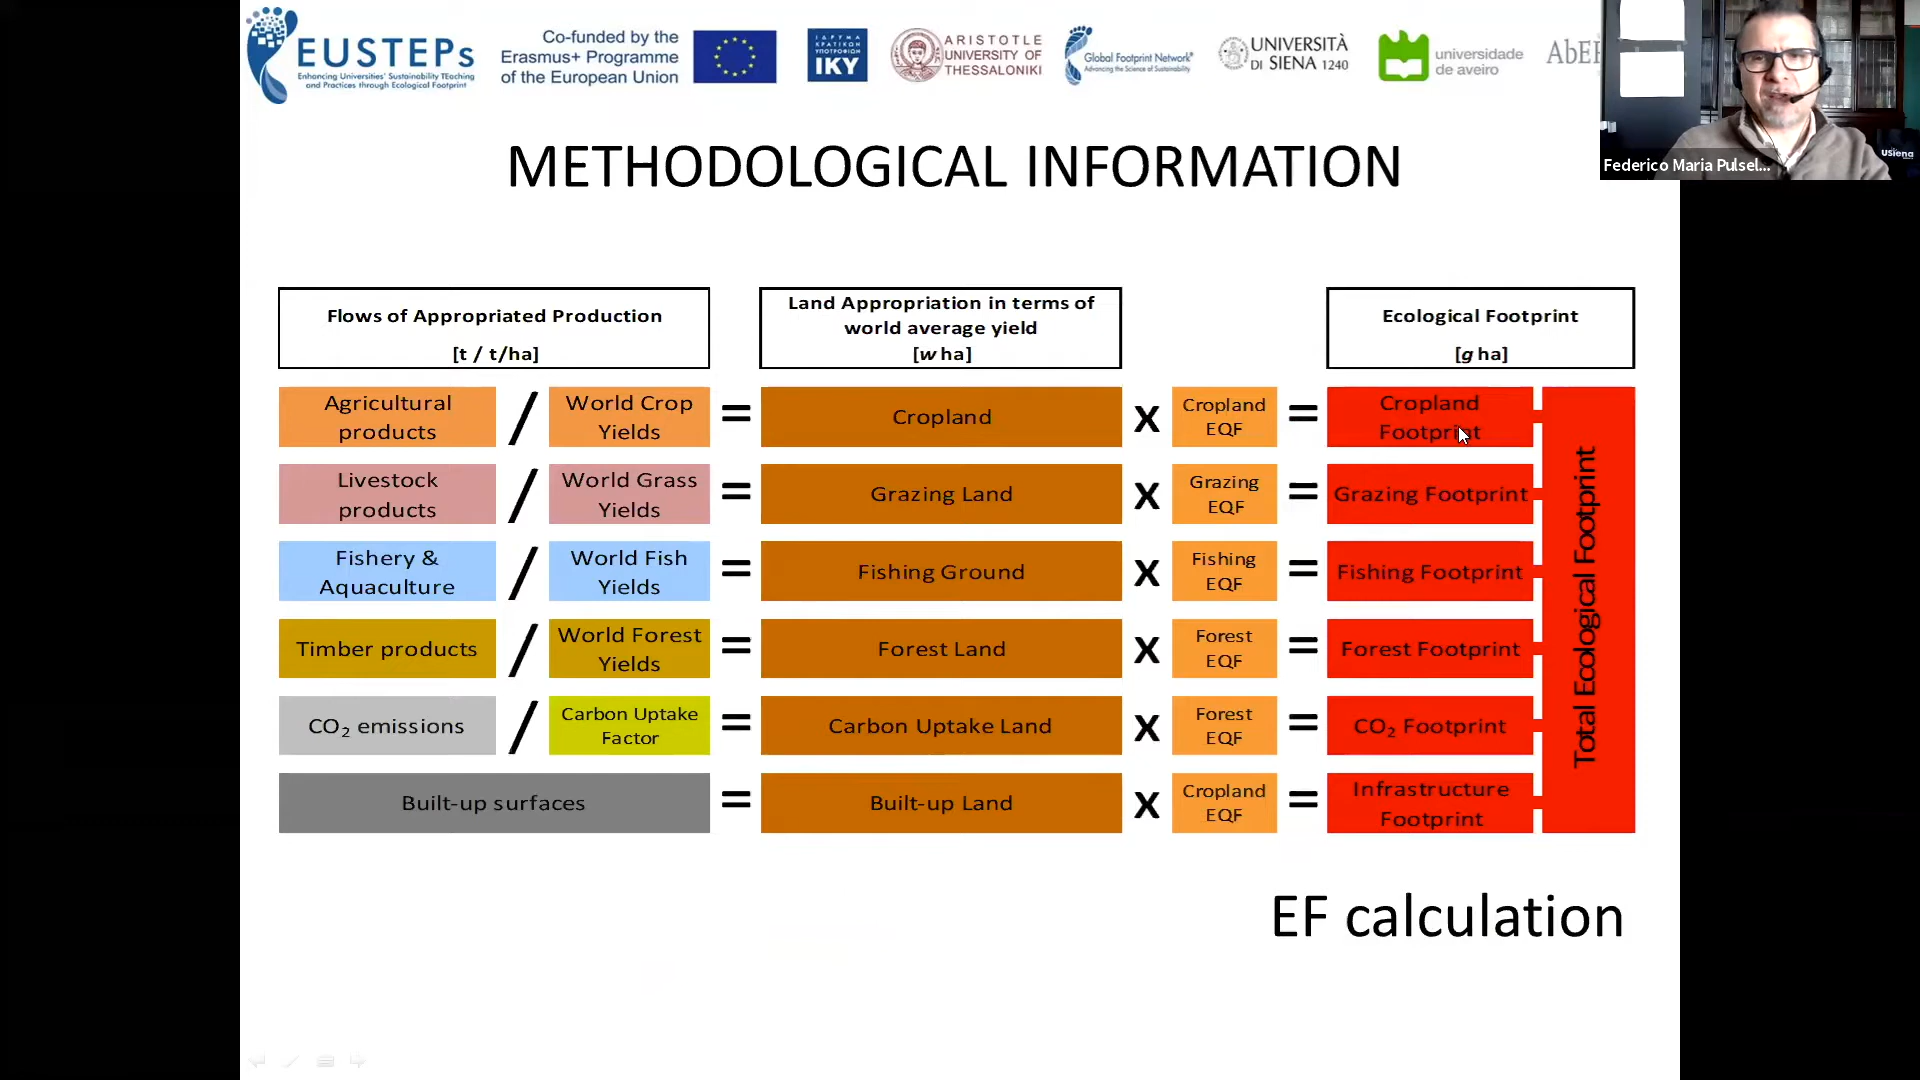 EUSTEPs
Enhancing Universities' Sustainability TEaching
and Practices through Ecological Footprint
Co-funded by the
Erasmus+ Programme
of the European Union
ΙΔΡΥΜΑ
ΚΡΑΤΙΚΩΝ
ΥΠΟΤΡΟΦΙΩΝ
IKY
ARISTOTLE
UNIVERSITY OF
THESSALONIKI
Global Footprint Network®
Advancing the Science of Sustainability
UNIVERSITÀ
DI SIENA 1240
universidade
de aveiro
USiena
Federico Maria Pulsel...
METHODOLOGICAL INFORMATION
Flows of Appropriated Production
[t / t/ha]
Land Appropriation in terms of
world average yield
[w ha]
Ecological Footprint
[g ha]
Agricultural
products
/
World Crop
Yields
=
Cropland
x
Cropland
EQF
=
Cropland
Footprint
Livestock
products
/
World Grass
Yields
=
Grazing Land
x
Grazing
EQF
=
Grazing Footprint
Fishery &
Aquaculture
/
World Fish
Yields
=
Fishing Ground
x
Fishing
EQF
=
Fishing Footprint
Timber products
/
World Forest
Yields
=
Forest Land
x
Forest
EQF
=
Forest Footprint
CO₂ emissions
/
Carbon Uptake
Factor
=
Carbon Uptake Land
x
Forest
EQF
=
CO₂ Footprint
Built-up surfaces
=
Built-up Land
x
Cropland
EQF
=
Infrastructure
Footprint
Total Ecological Footprint
EF calculation